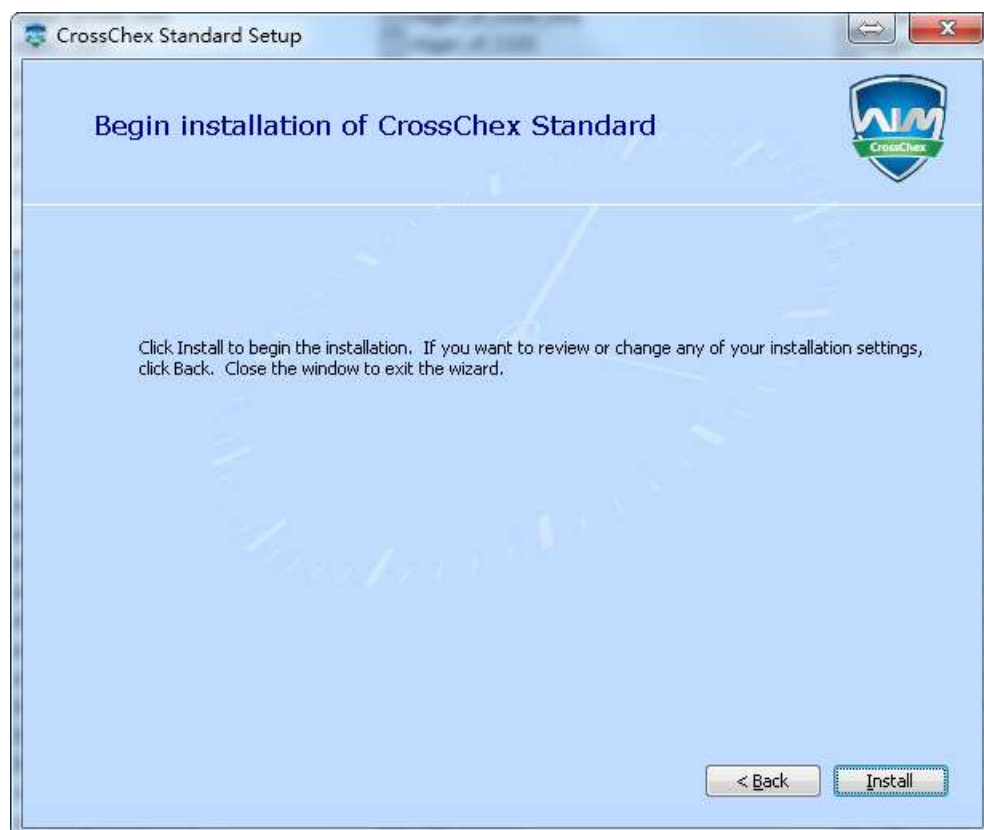 CrossChex Standard Setup
Begin installation of CrossChex Standard
AIM
CrossChex
Click Install to begin the installation.  If you want to review or change any of your installation settings,
click Back.  Close the window to exit the wizard.
< Back
Install